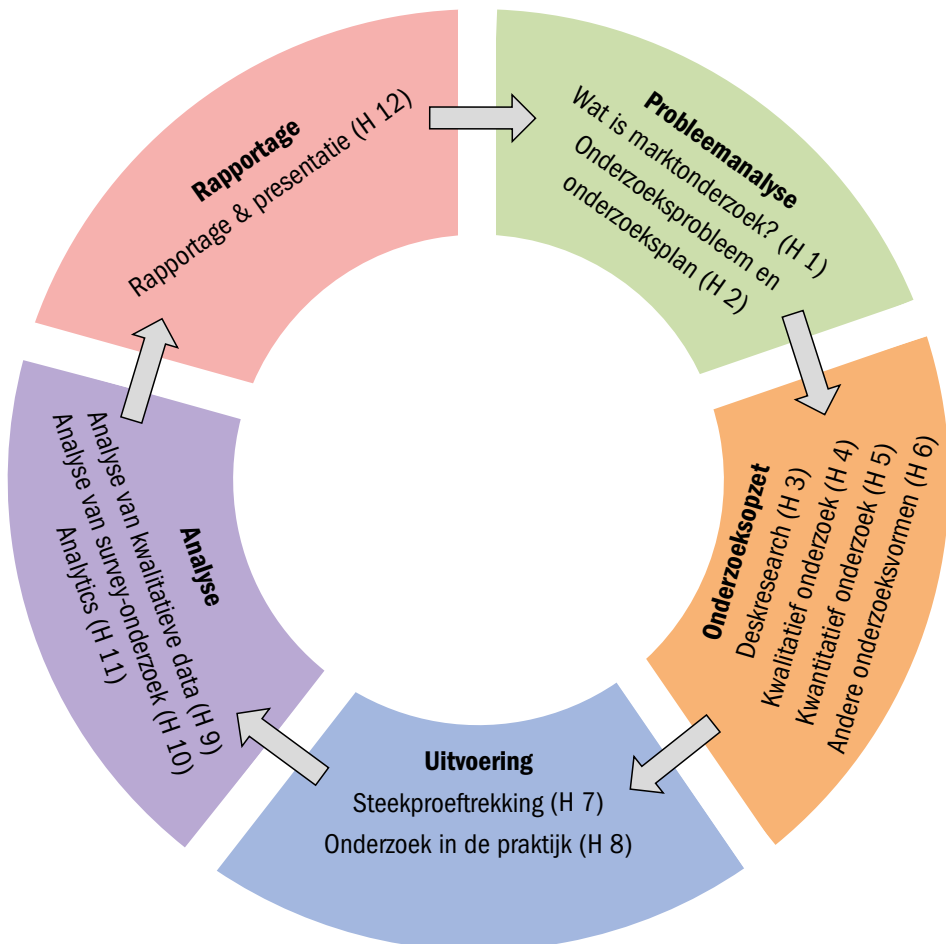 Probleemanalyse
Wat is marktonderzoek? (H 1)
Onderzoeksprobleem en
onderzoeksplan (H 2)
Onderzoeksopzet
Deskresearch (H 3)
Kwalitatief onderzoek (H 4)
Kwantitatief onderzoek (H 5)
Andere onderzoeksvormen (H 6)
Uitvoering
Steekproeftrekking (H 7)
Onderzoek in de praktijk (H 8)
Analyse
Analyse van kwalitatieve data (H 9)
Analyse van survey-onderzoek (H 10)
Analytics (H 11)
Rapportage
Rapportage & presentatie (H 12)